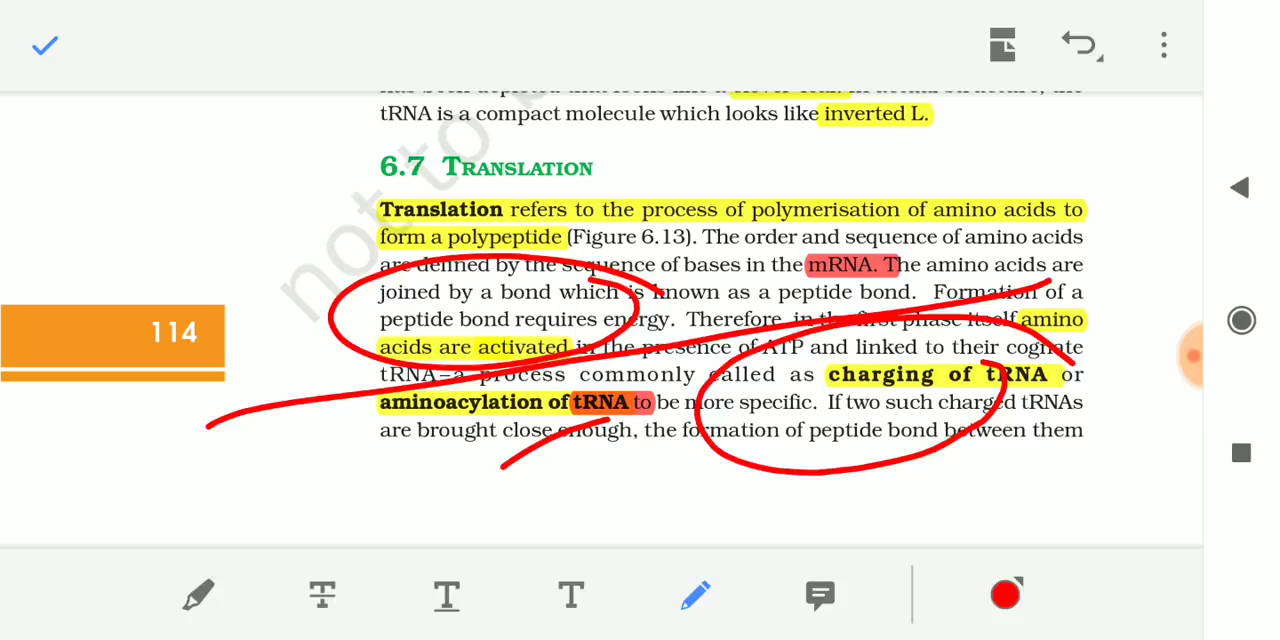 tRNA is a compact molecule which looks like inverted L.
6.7 TRANSLATION
Translation refers to the process of polymerisation of amino acids to
form a polypeptide (Figure 6.13). The order and sequence of amino acids
are defined by the sequence of bases in the mRNA. The amino acids are
joined by a bond which is known as a peptide bond. Formation of a
peptide bond requires energy. Therefore, in the first phase itself amino
acids are activated in the presence of ATP and linked to their cognate
tRNA–a process commonly called as charging of tRNA or
aminoacylation of tRNA to be more specific. If two such charged tRNAs
are brought close enough, the formation of peptide bond between them
114
not to